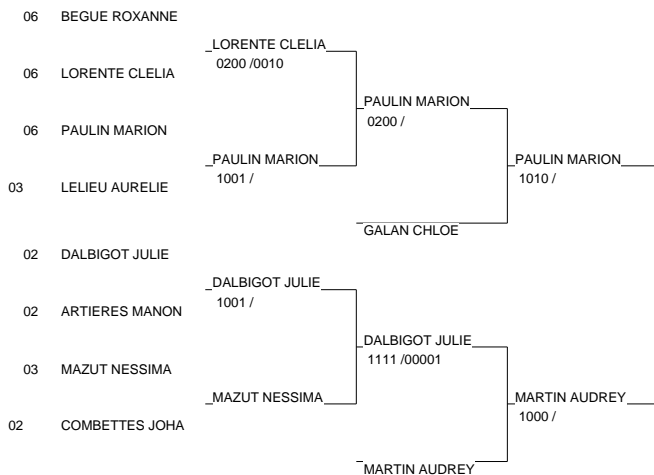 06 BEGUE ROXANNE
LORENTE CLELIA
0200 /0010
06 LORENTE CLELIA
PAULIN MARION
0200 /
06 PAULIN MARION
PAULIN MARION
1001 /
PAULIN MARION
1010 /
03 LELIEU AURELIE
GALAN CHLOE
02 DALBIGOT JULIE
DALBIGOT JULIE
1001 /
02 ARTIERES MANON
DALBIGOT JULIE
1111 /00001
03 MAZUT NESSIMA
MAZUT NESSIMA
MARTIN AUDREY
1000 /
02 COMBETTES JOHA
MARTIN AUDREY